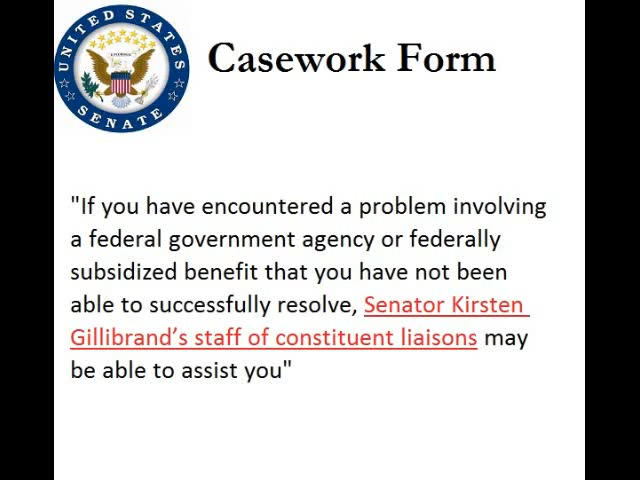 UNITED STATES
SENATE
Casework Form
"If you have encountered a problem involving
a federal government agency or federally
subsidized benefit that you have not been
able to successfully resolve, Senator Kirsten
Gillibrand’s staff of constituent liaisons may
be able to assist you"